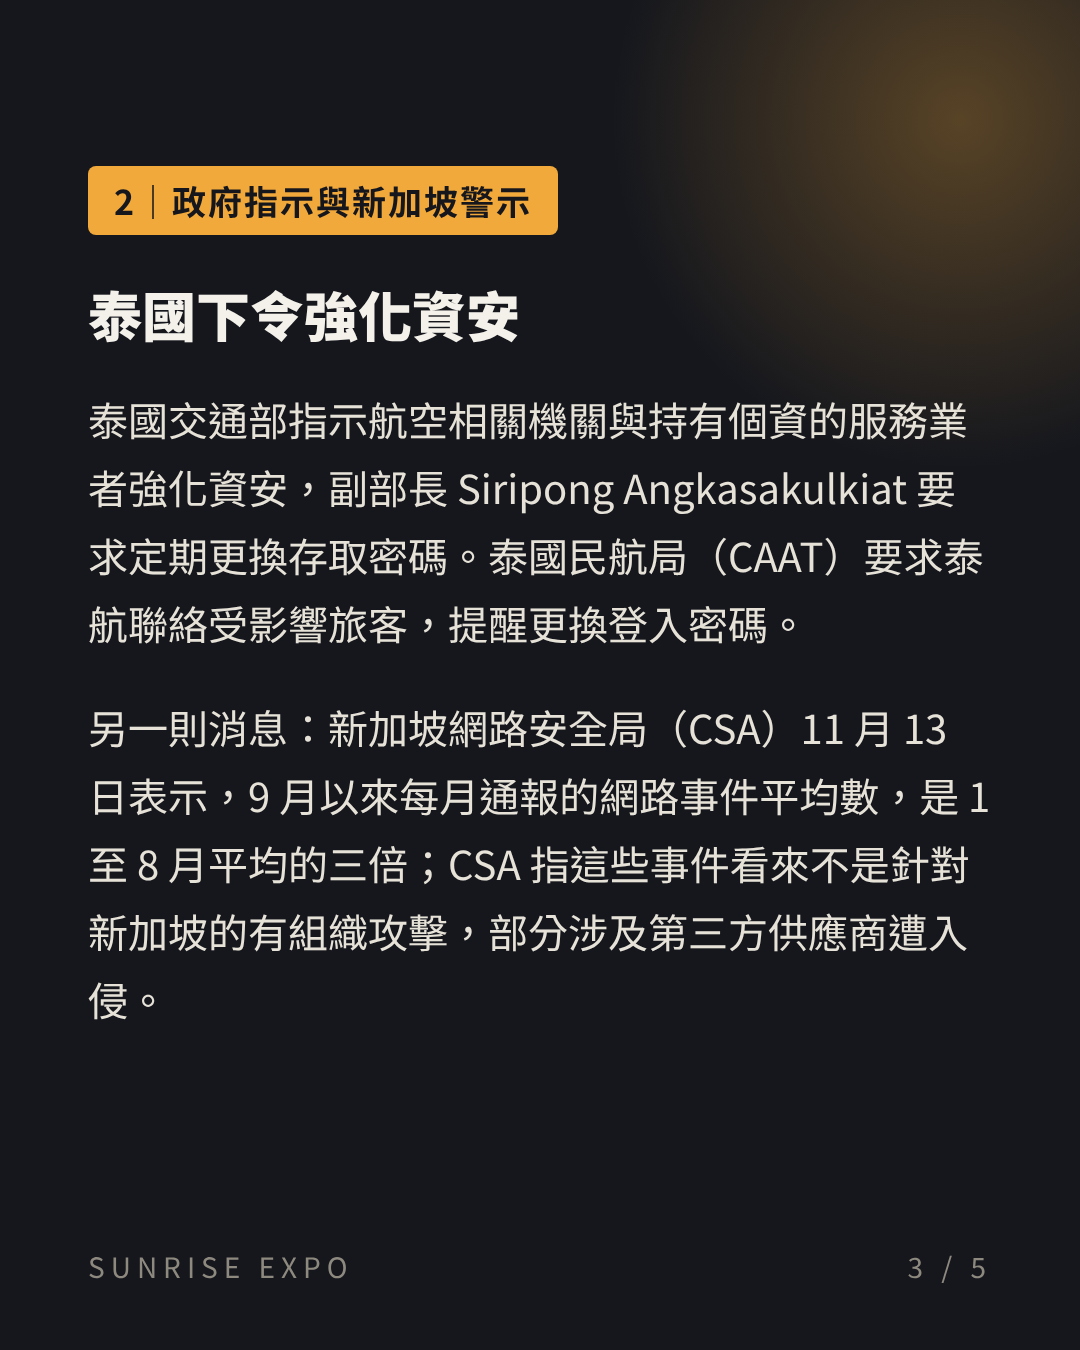 2｜政府指示與新加坡警示
泰國下令強化資安
泰國交通部指示航空相關機關與持有個資的服務業
者強化資安，副部長 Siripong Angkasakulkiat 要
求定期更換存取密碼。泰國民航局（CAAT）要求泰
航聯絡受影響旅客，提醒更換登入密碼。
另一則消息：新加坡網路安全局（CSA）11 月 13
日表示，9 月以來每月通報的網路事件平均數，是 1
至 8 月平均的三倍；CSA 指這些事件看來不是針對
新加坡的有組織攻擊，部分涉及第三方供應商遭入
侵。
SUNRISE EXPO
3 / 5